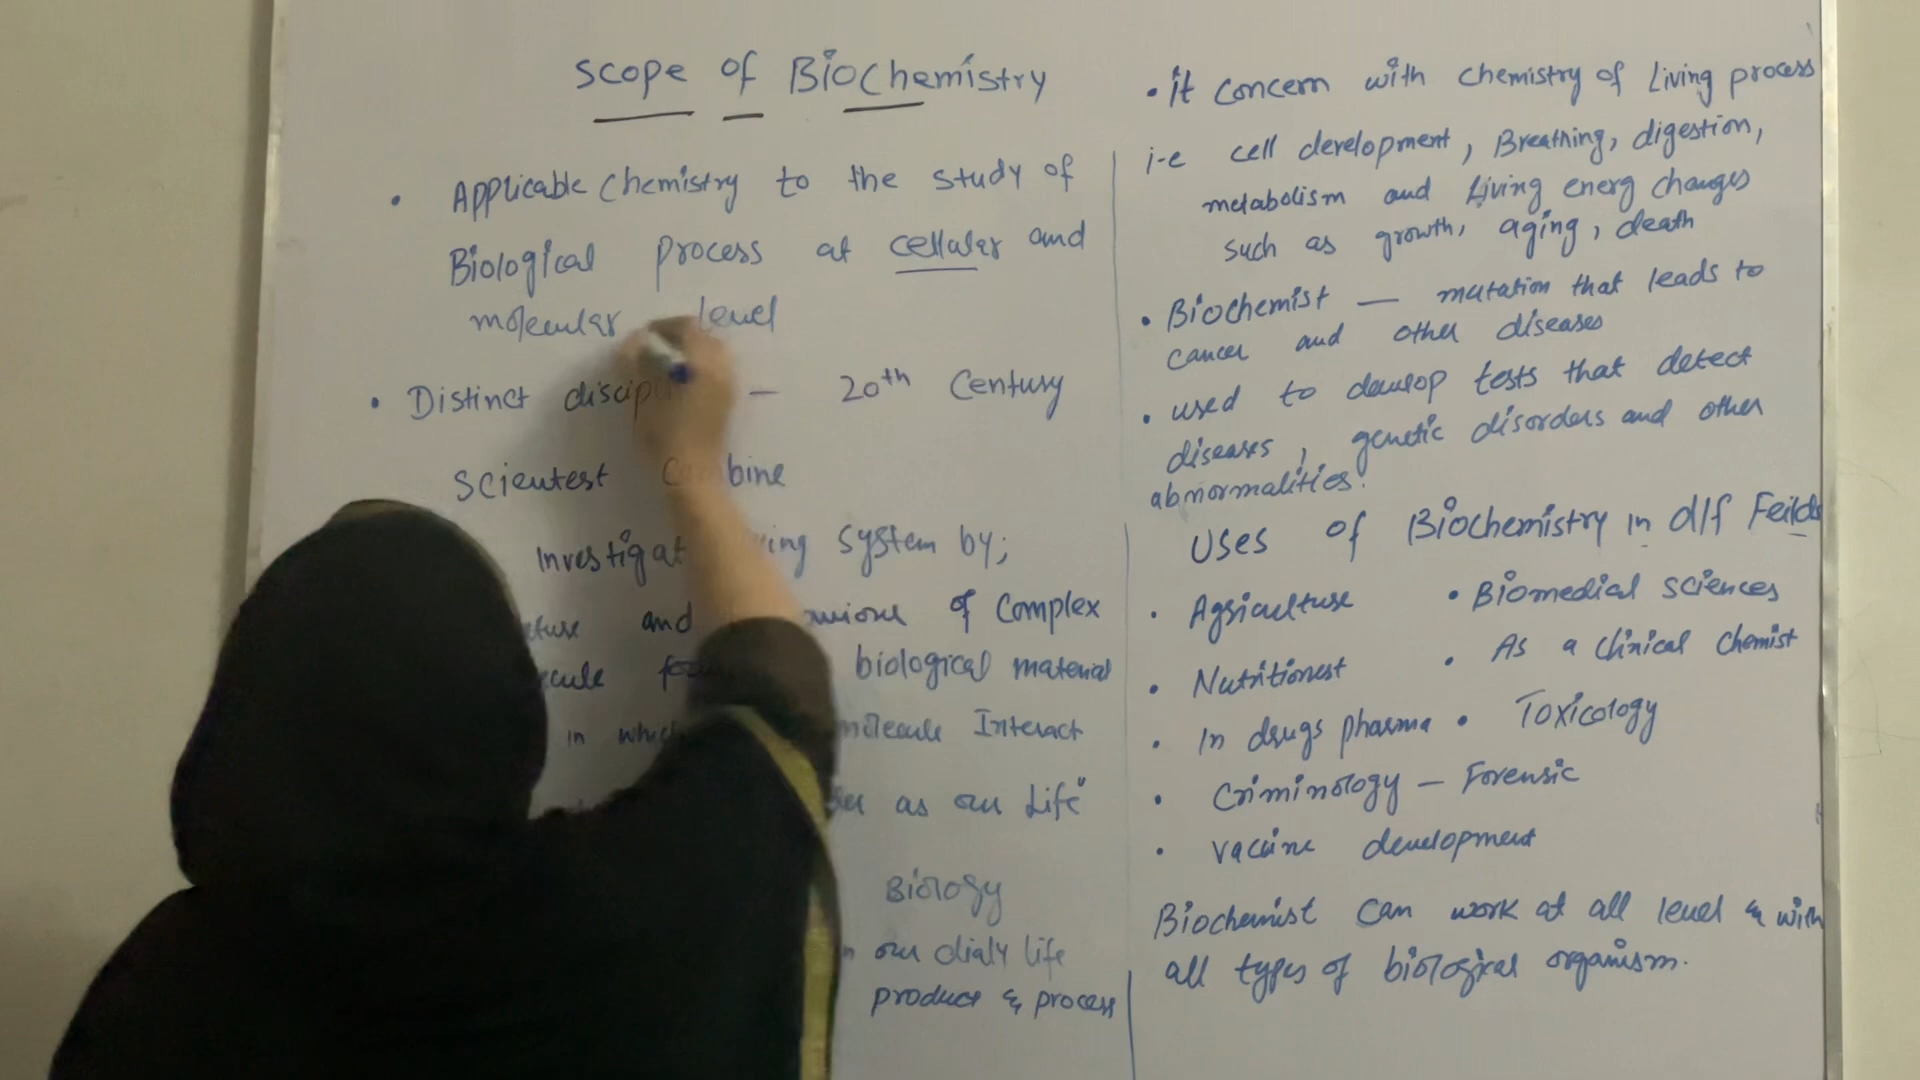 Scope of BioChemistry
• Applicable Chemistry to the study of
Biological process at cellular and
molecular level
• Distinct — 20th Century
Scientest
system by;
and of Complex
biological material
in which molecule Interact
as our Life"
Biology
our dialy life
product & process
• it concern with chemistry of Living process
i-e cell development, Breathing, digestion,
metabolism and Living energ changes
such as growth, aging, death
• Biochemist — mutation that leads to
cancer and other diseases
• used to develop tests that detect
diseases, genetic disorders and other
abnormalities.
Uses of Biochemistry in dif Feilds
• Agriculture • Biomedial sciences
• Nutritionest • As a clinical chemist
• In drugs pharma • Toxicology
• Criminology — Forensic
• vaccine development
Biochemist can work at all level & with
all types of biological organism.